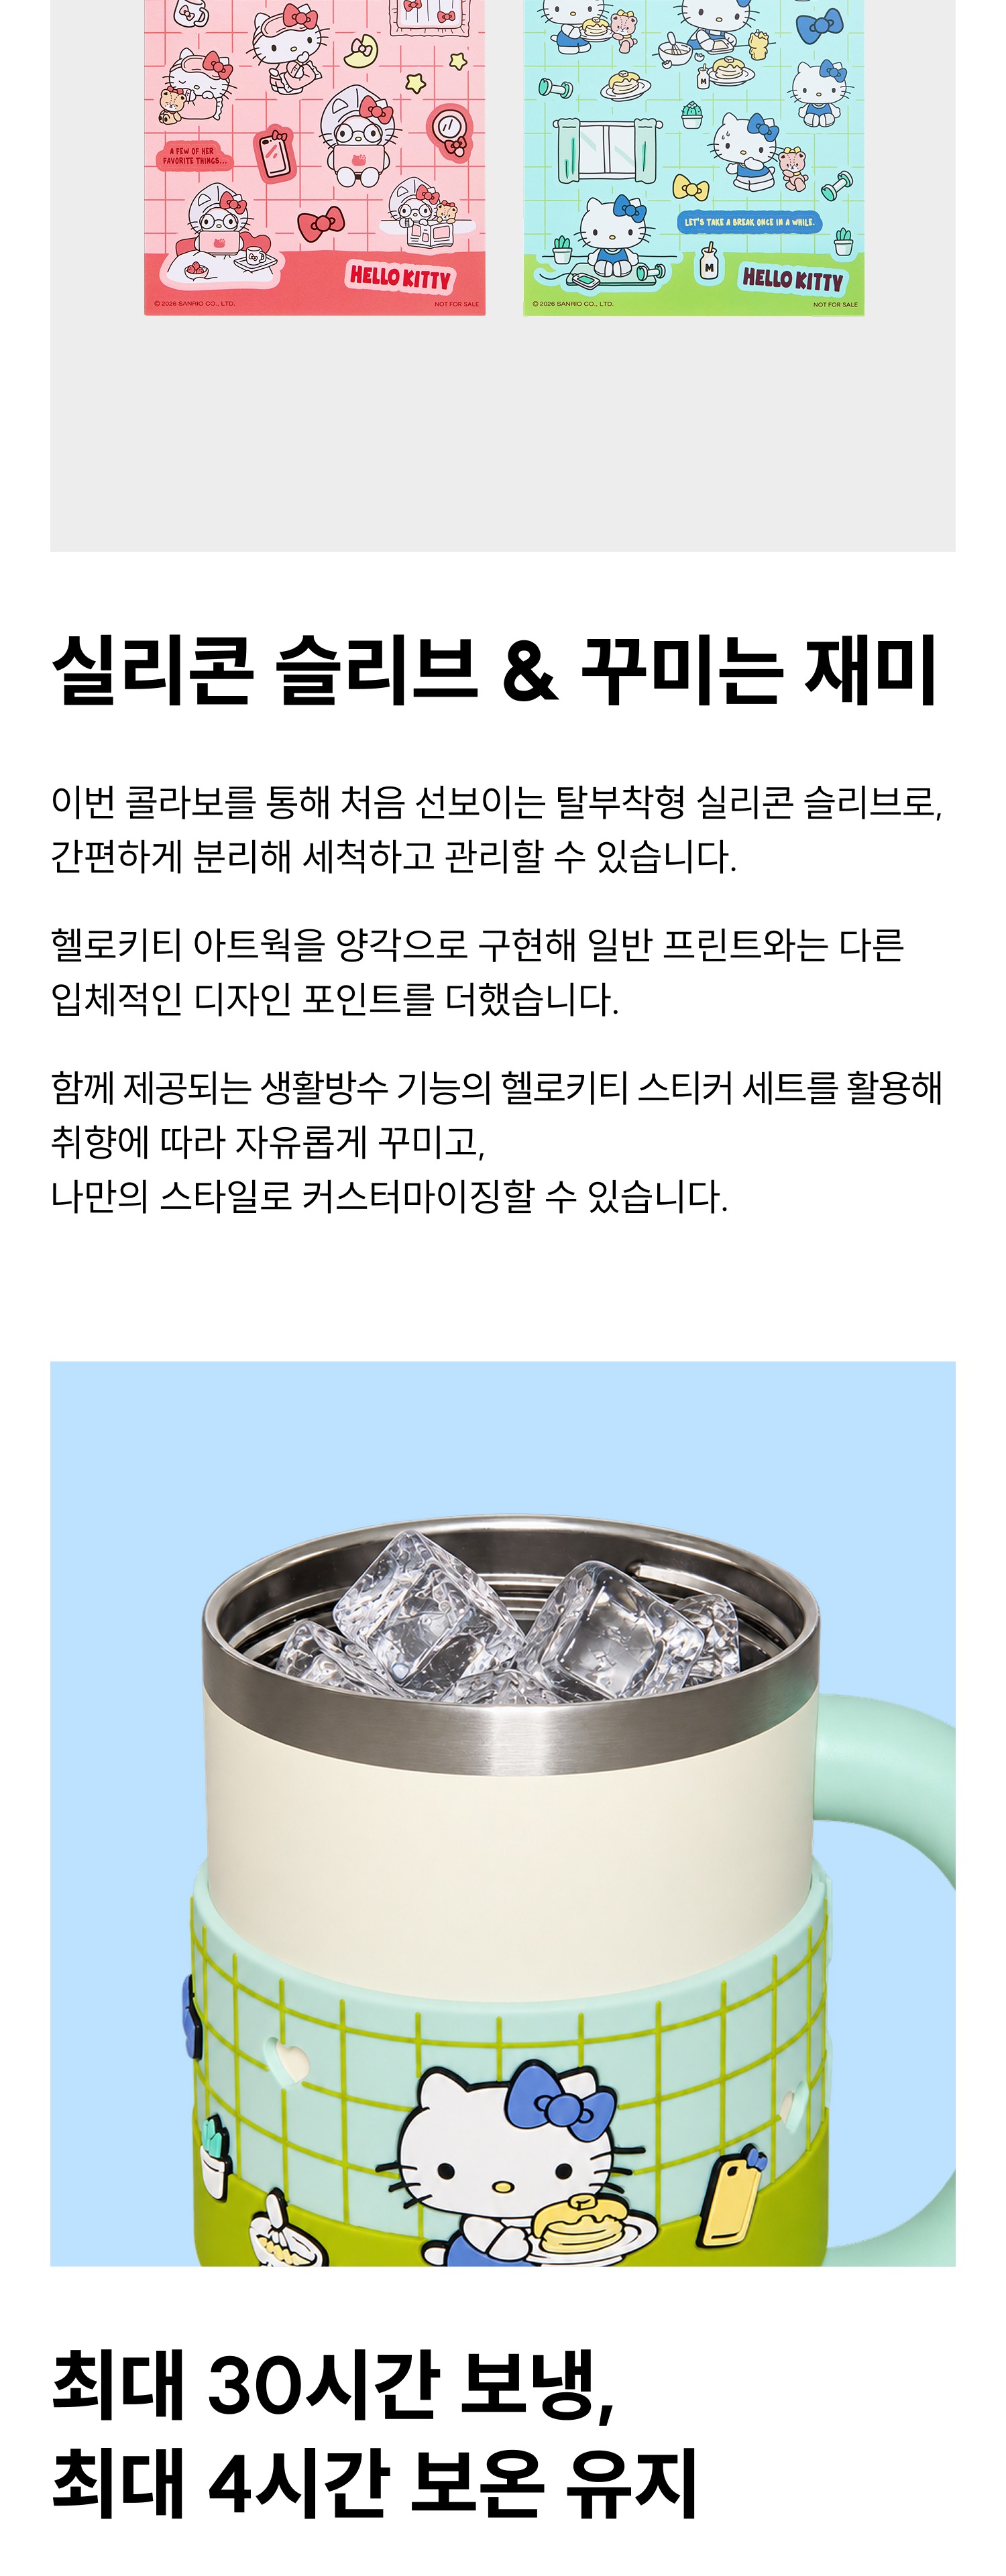 A FEW OF HER
FAVORITE THINGS...
HELLO KITTY
© 2026 SANRIO CO., LTD.
NOT FOR SALE
M
LET'S TAKE A BREAK ONCE IN A WHILE.
M
HELLO KITTY
© 2026 SANRIO CO., LTD.
NOT FOR SALE
실리콘 슬리브 & 꾸미는 재미
이번 콜라보를 통해 처음 선보이는 탈부착형 실리콘 슬리브로,
간편하게 분리해 세척하고 관리할 수 있습니다.
헬로키티 아트웍을 양각으로 구현해 일반 프린트와는 다른
입체적인 디자인 포인트를 더했습니다.
함께 제공되는 생활방수 기능의 헬로키티 스티커 세트를 활용해
취향에 따라 자유롭게 꾸미고,
나만의 스타일로 커스터마이징할 수 있습니다.
최대 30시간 보냉,
최대 4시간 보온 유지